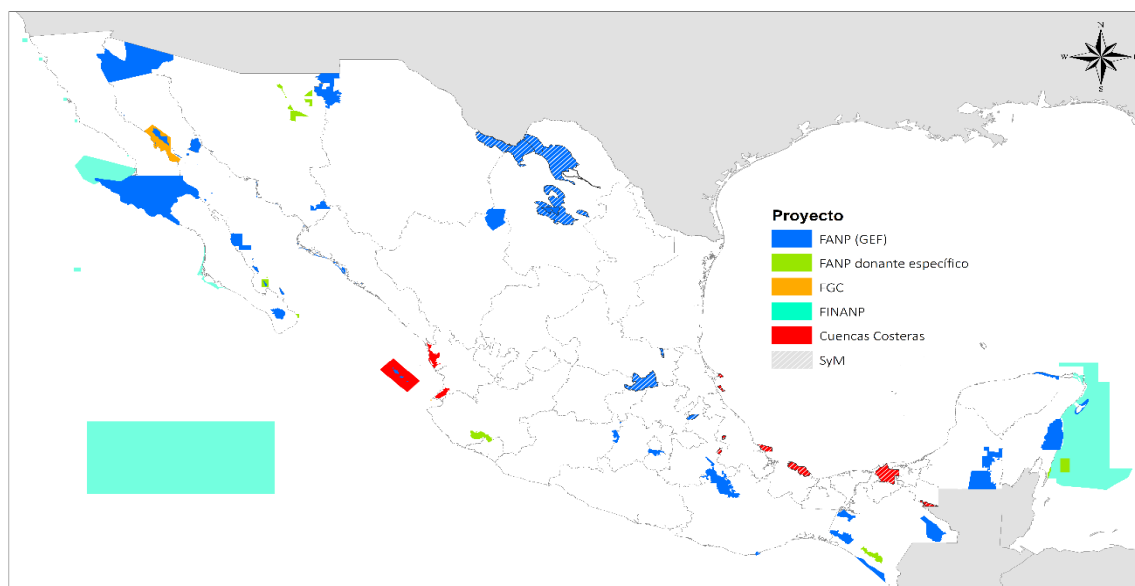 N
W
S
Proyecto
FANP (GEF)
FANP donante específico
FGC
FINANP
Cuencas Costeras
SyM